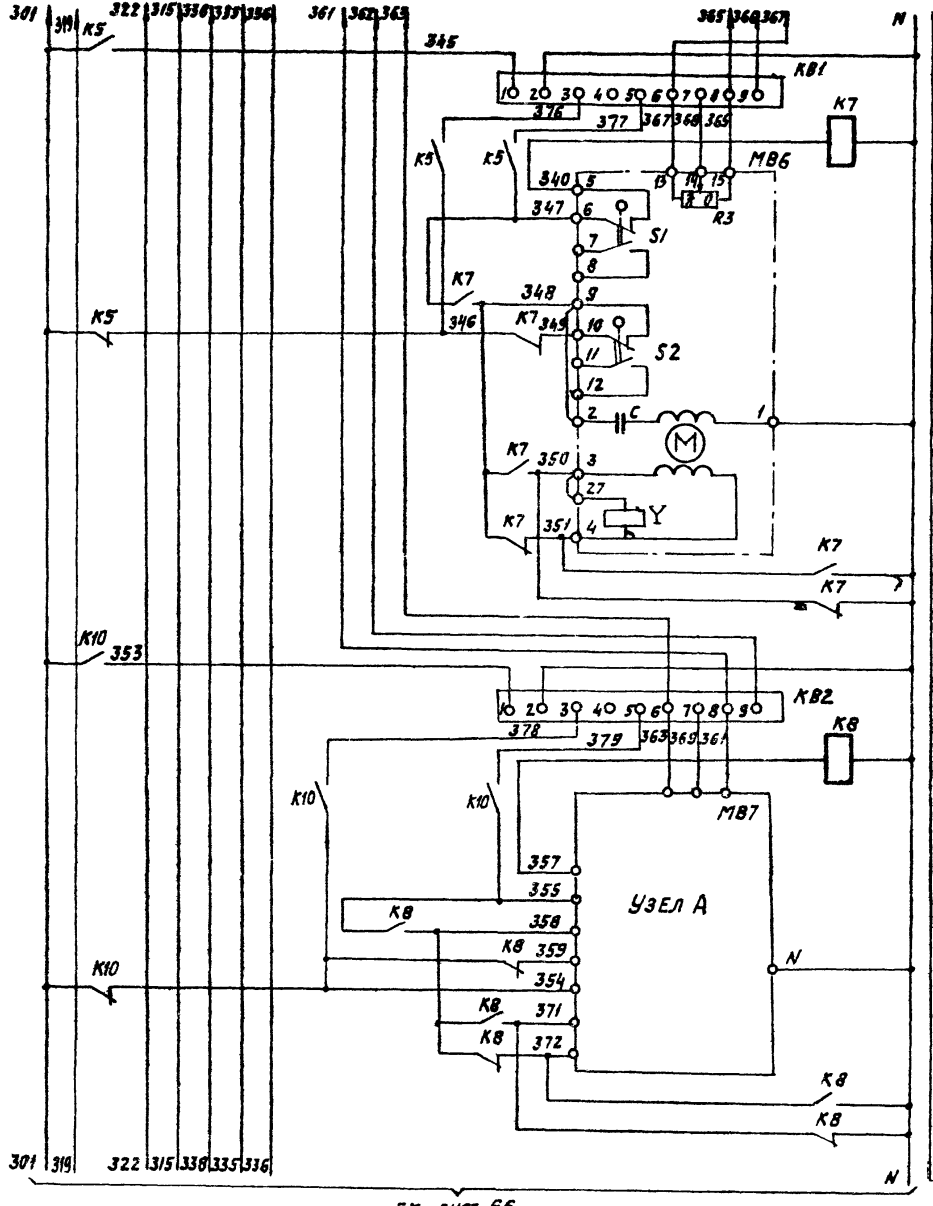 301 319 322 315 338 335 336 361 362 363 365 366 367 N
K5 345
KB1
1 2 3 4 5 6 7 8 9
376 377 367 368 365
K7
K5 K5
MB6
340 5 13 14 15
R3
347 6
S1
7
8
K7 348 9
K5 346 K7 349 10
S2
11
12
2 C 1
M
K7 350 3
27
Y
K7 351 4
K7
K7
K10 353
KB2
1 2 3 4 5 6 7 8 9
378 379 363 369 361
K8
K10 K10
MB7
357
355 УЗЕЛ А
K8 358
K8 359 N
K10 354
K8 371
K8 372
K8
K8
301 319 322 315 338 335 336 N